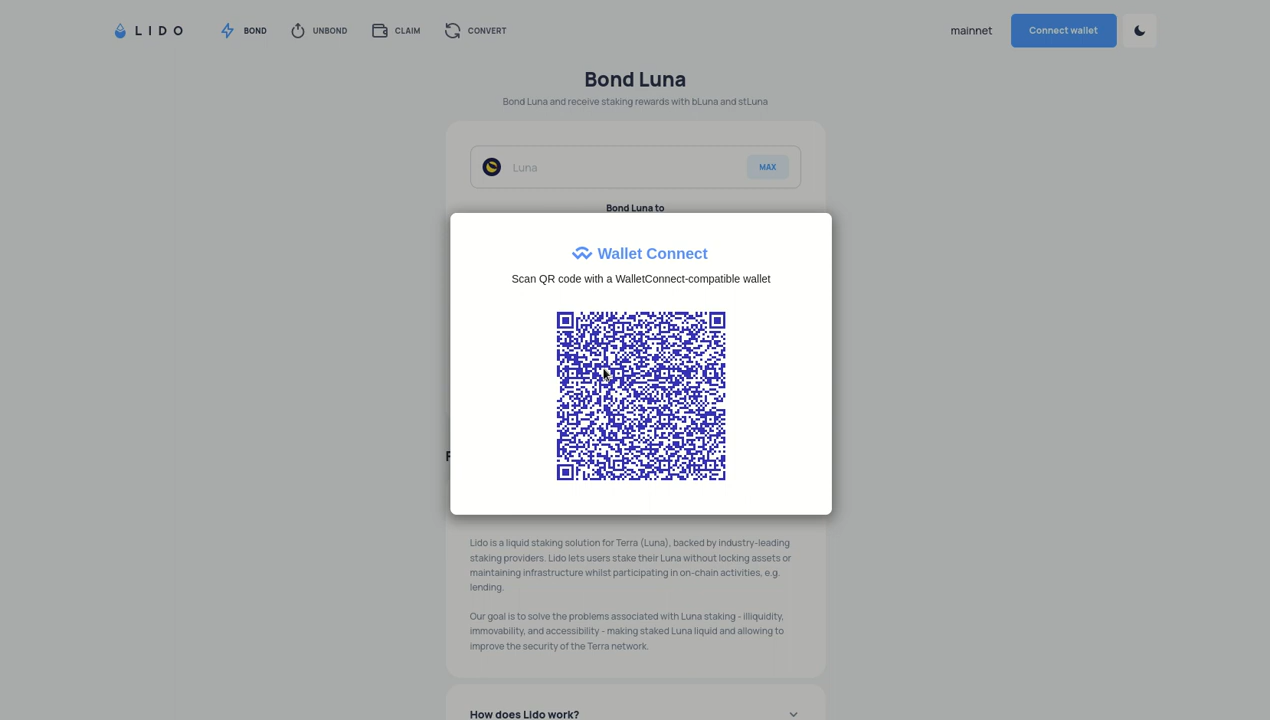 LIDO
BOND
UNBOND
CLAIM
CONVERT
mainnet
Connect wallet
Bond Luna
Bond Luna and receive staking rewards with bLuna and stLuna
Luna
MAX
Bond Luna to
Wallet Connect
Scan QR code with a WalletConnect-compatible wallet
Lido is a liquid staking solution for Terra (Luna), backed by industry-leading
staking providers. Lido lets users stake their Luna without locking assets or
maintaining infrastructure whilst participating in on-chain activities, e.g.
lending.
Our goal is to solve the problems associated with Luna staking - illiquidity,
immovability, and accessibility - making staked Luna liquid and allowing to
improve the security of the Terra network.
How does Lido work?